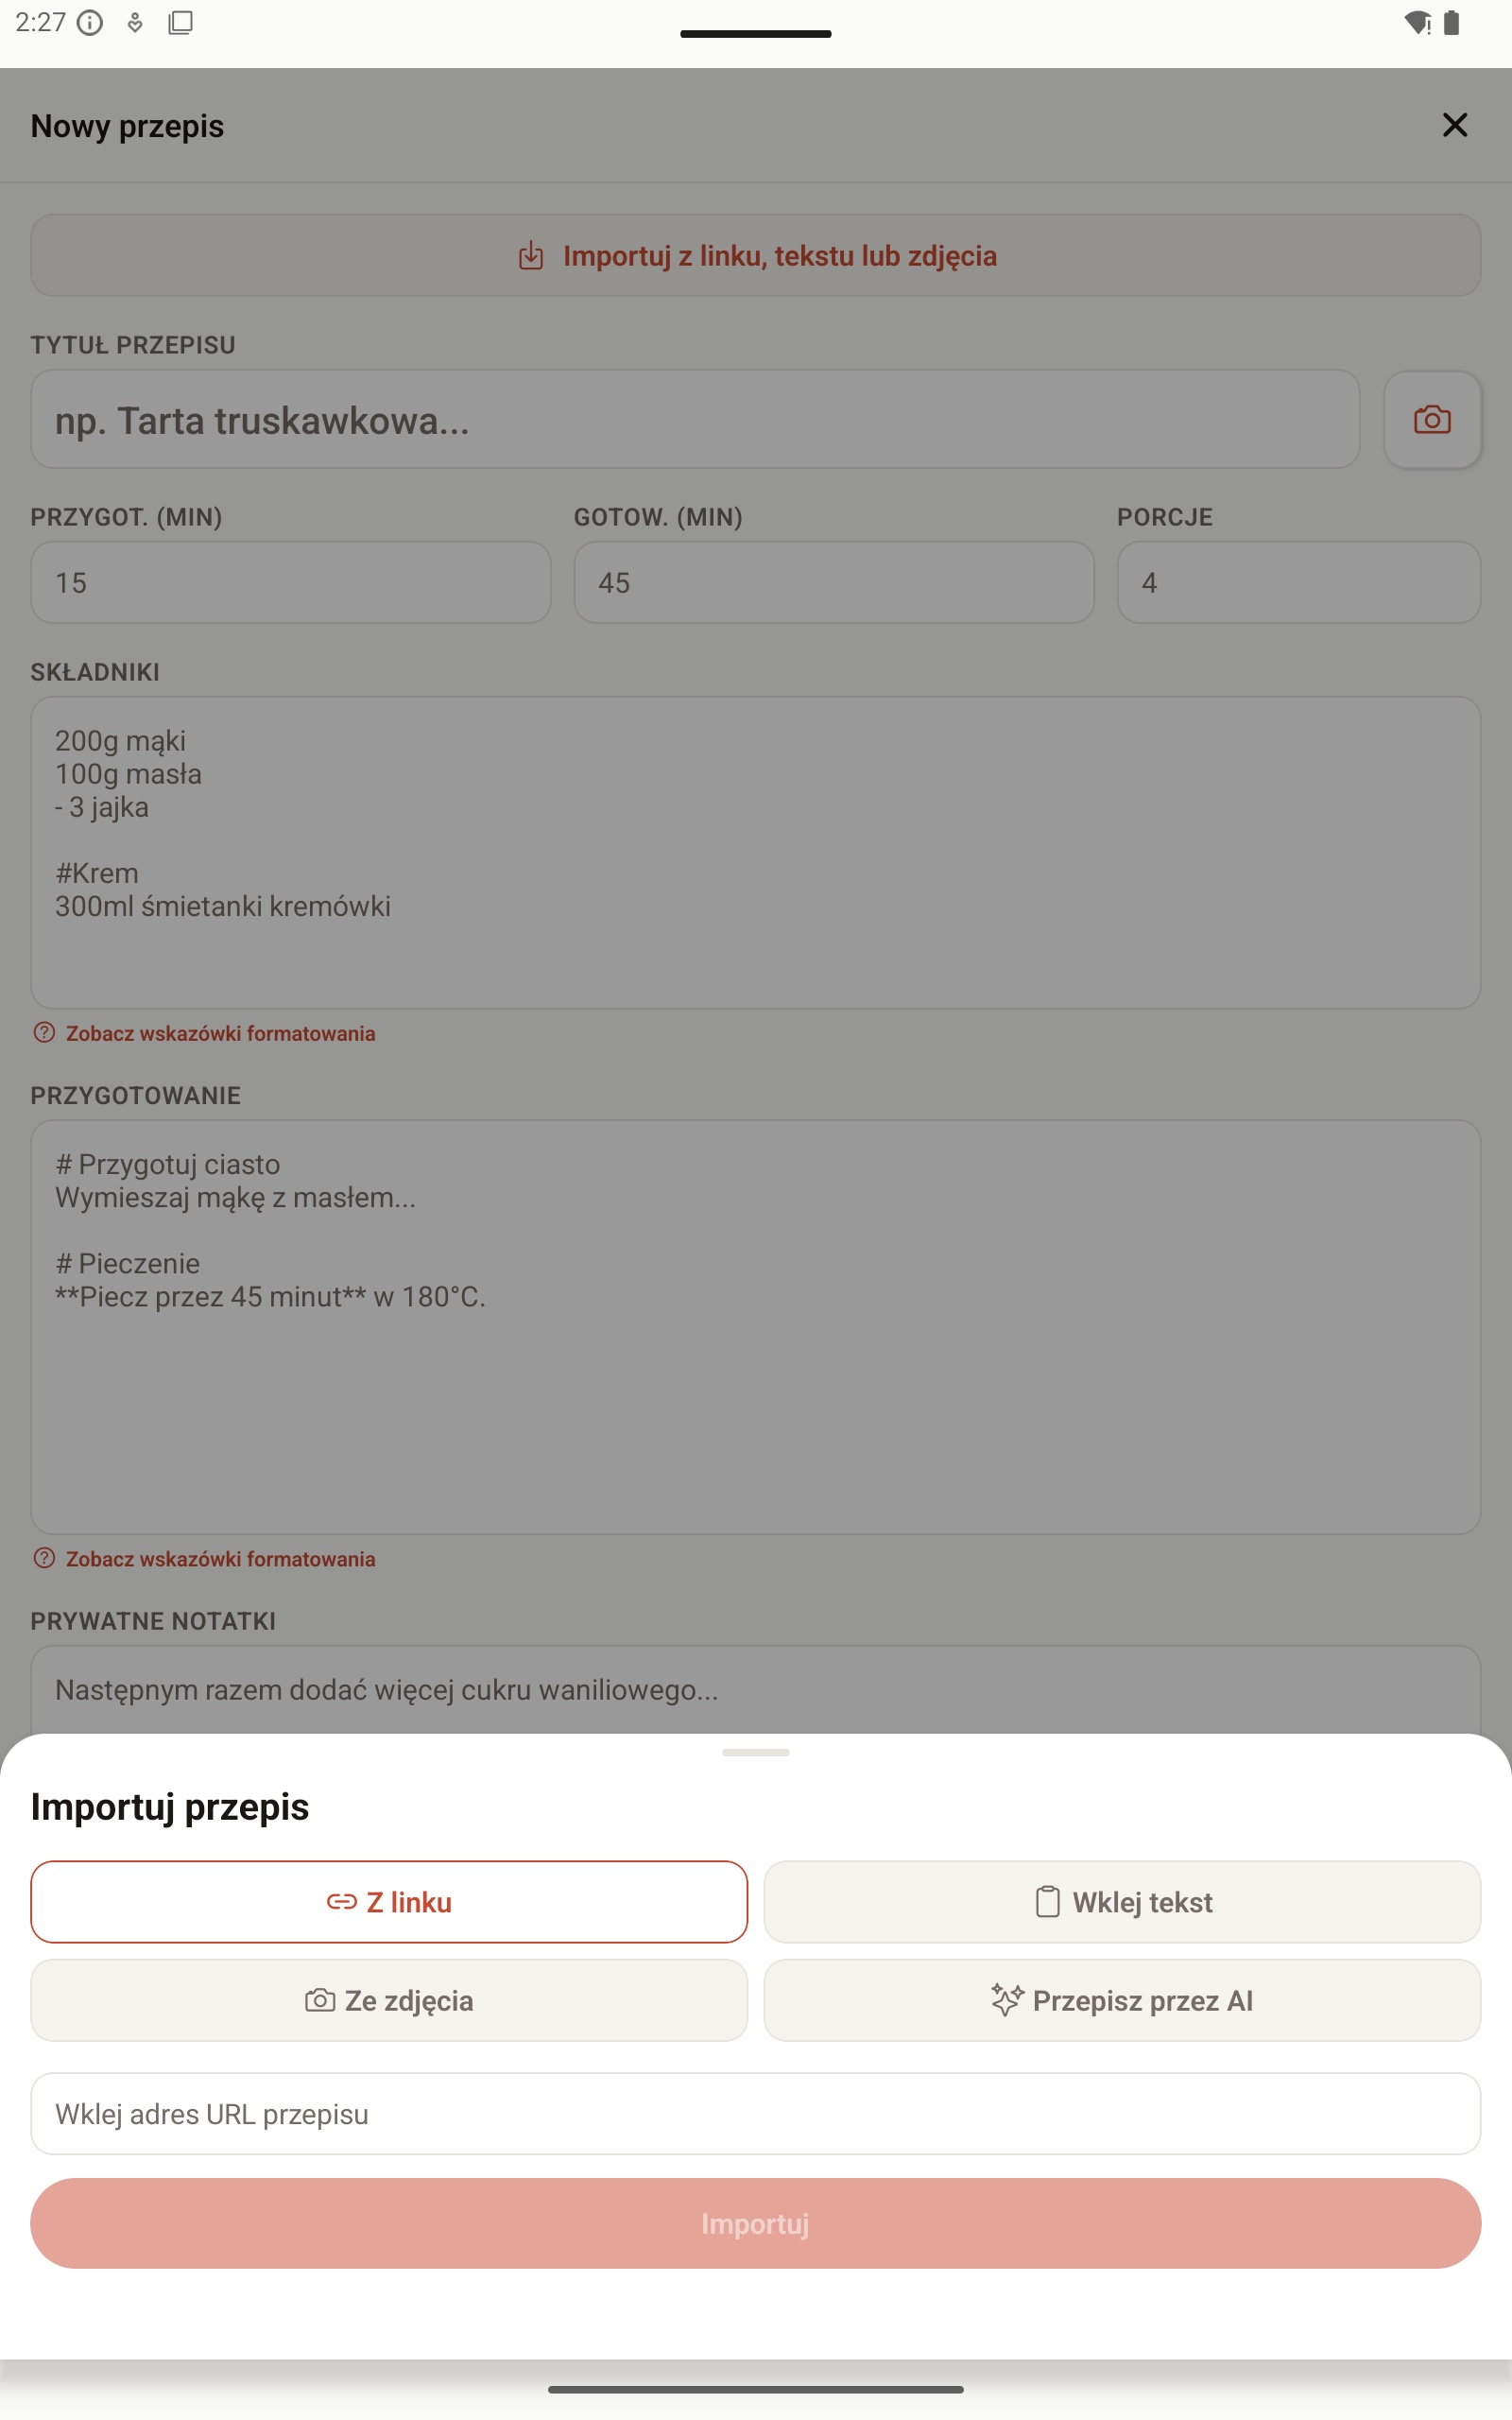 2:27
Nowy przepis
Importuj z linku, tekstu lub zdjęcia
TYTUŁ PRZEPISU
np. Tarta truskawkowa...
PRZYGOT. (MIN)
GOTOW. (MIN)
PORCJE
15
45
4
SKŁADNIKI
200g mąki
100g masła
- 3 jajka
#Krem
300ml śmietanki kremówki
Zobacz wskazówki formatowania
PRZYGOTOWANIE
# Przygotuj ciasto
Wymieszaj mąkę z masłem...
# Pieczenie
**Piecz przez 45 minut** w 180°C.
Zobacz wskazówki formatowania
PRYWATNE NOTATKI
Następnym razem dodać więcej cukru waniliowego...
Importuj przepis
Z linku
Wklej tekst
Ze zdjęcia
Przepisz przez AI
Wklej adres URL przepisu
Importuj